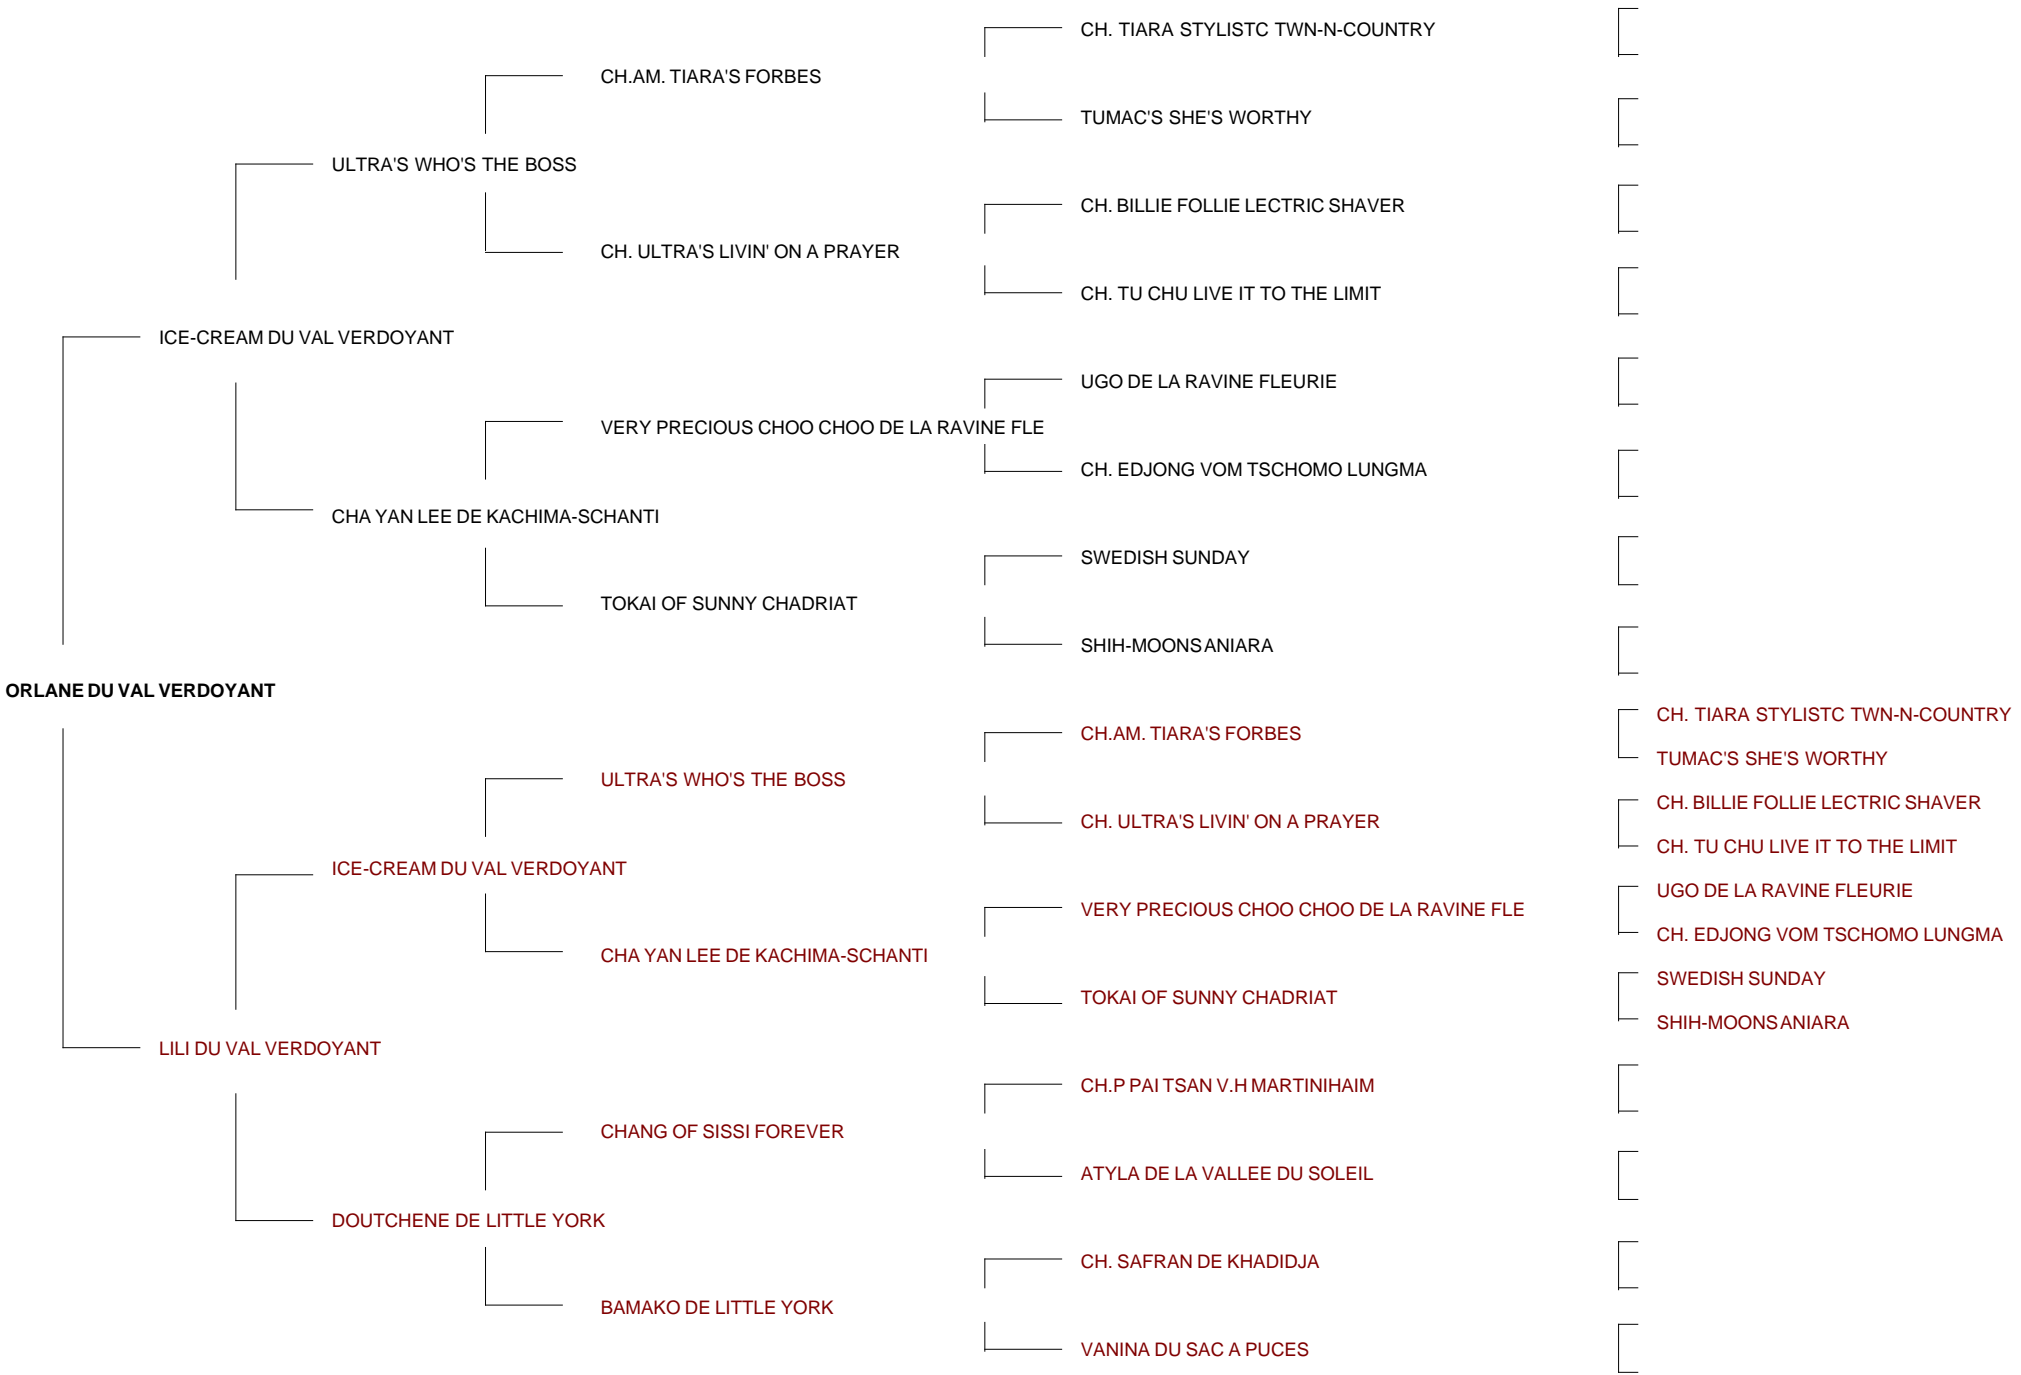 CH. TIARA STYLISTC TWN-N-COUNTRY
CH.AM. TIARA'S FORBES
TUMAC'S SHE'S WORTHY
ULTRA'S WHO'S THE BOSS
CH. BILLIE FOLLIE LECTRIC SHAVER
CH. ULTRA'S LIVIN' ON A PRAYER
CH. TU CHU LIVE IT TO THE LIMIT
ICE-CREAM DU VAL VERDOYANT
UGO DE LA RAVINE FLEURIE
VERY PRECIOUS CHOO CHOO DE LA RAVINE FLE
CH. EDJONG VOM TSCHOMO LUNGMA
CHA YAN LEE DE KACHIMA-SCHANTI
SWEDISH SUNDAY
TOKAI OF SUNNY CHADRIAT
SHIH-MOONS ANIARA
ORLANE DU VAL VERDOYANT
CH. TIARA STYLISTC TWN-N-COUNTRY
CH.AM. TIARA'S FORBES
TUMAC'S SHE'S WORTHY
ULTRA'S WHO'S THE BOSS
CH. BILLIE FOLLIE LECTRIC SHAVER
CH. ULTRA'S LIVIN' ON A PRAYER
CH. TU CHU LIVE IT TO THE LIMIT
ICE-CREAM DU VAL VERDOYANT
UGO DE LA RAVINE FLEURIE
VERY PRECIOUS CHOO CHOO DE LA RAVINE FLE
CH. EDJONG VOM TSCHOMO LUNGMA
CHA YAN LEE DE KACHIMA-SCHANTI
SWEDISH SUNDAY
TOKAI OF SUNNY CHADRIAT
SHIH-MOONS ANIARA
LILI DU VAL VERDOYANT
CH.P PAI TSAN V.H MARTINIHAIM
CHANG OF SISSI FOREVER
ATYLA DE LA VALLEE DU SOLEIL
DOUTCHENE DE LITTLE YORK
CH. SAFRAN DE KHADIDJA
BAMAKO DE LITTLE YORK
VANINA DU SAC A PUCES